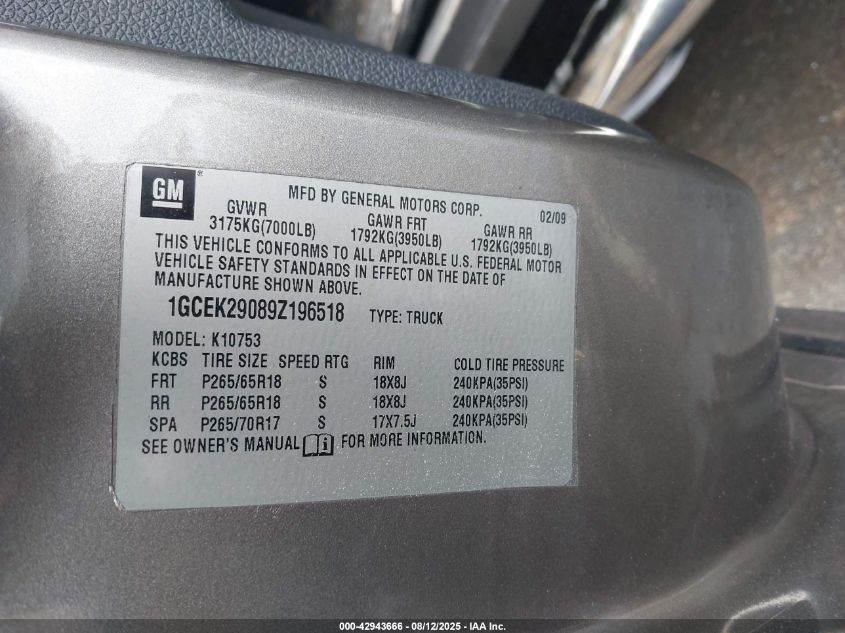 GM ® MFD BY GENERAL MOTORS CORP. 02/09
GVWR GAWR FRT GAWR RR
3175KG(7000LB) 1792KG(3950LB) 1792KG(3950LB)
THIS VEHICLE CONFORMS TO ALL APPLICABLE U.S. FEDERAL MOTOR
VEHICLE SAFETY STANDARDS IN EFFECT ON THE DATE OF
MANUFACTURE SHOWN ABOVE.
1GCEK29089Z196518 TYPE: TRUCK
MODEL: K10753
KCBS TIRE SIZE SPEED RTG RIM COLD TIRE PRESSURE
FRT P265/65R18 S 18X8J 240KPA(35PSI)
RR P265/65R18 S 18X8J 240KPA(35PSI)
SPA P265/70R17 S 17X7.5J 240KPA(35PSI)
SEE OWNER'S MANUAL FOR MORE INFORMATION.
000-42943666 - 08/12/2025 - IAA Inc.